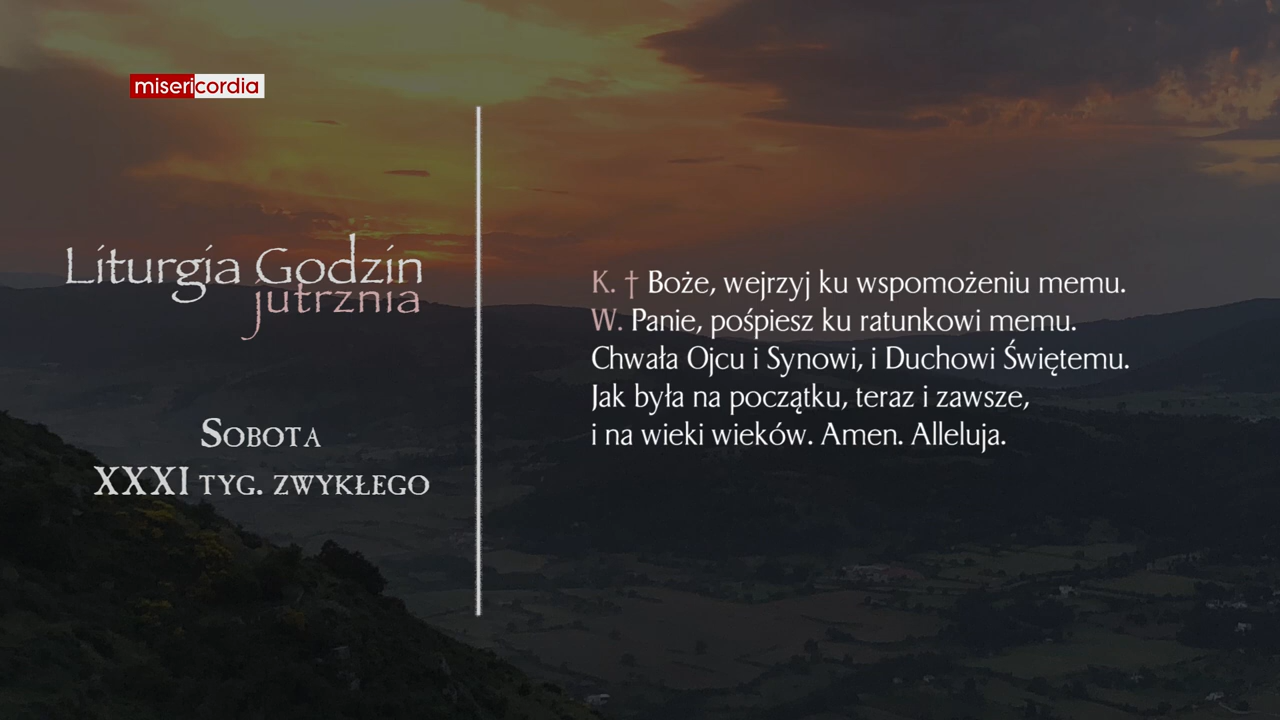 misericordia
Liturgia Godzin
jutrznia
Sobota
XXXI tyg. zwykłego
K. † Boże, wejrzyj ku wspomożeniu memu.
W. Panie, pośpiesz ku ratunkowi memu.
Chwała Ojcu i Synowi, i Duchowi Świętemu.
Jak była na początku, teraz i zawsze,
i na wieki wieków. Amen. Alleluja.